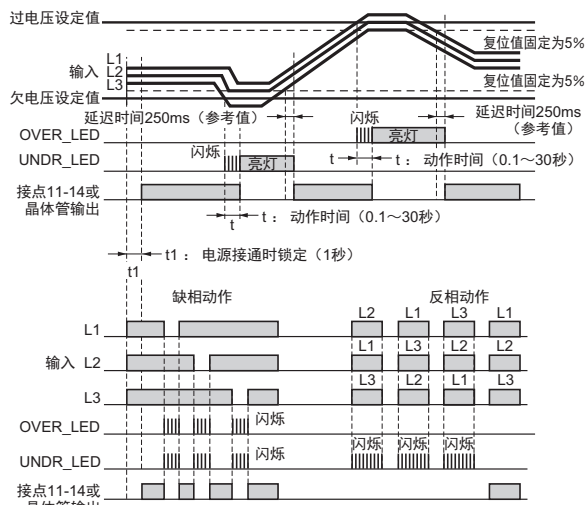 过电压设定值
复位值固定为5%
L1
输入 L2
L3
复位值固定为5%
欠电压设定值
延迟时间250ms（参考值）
闪烁
延迟时间250ms
（参考值）
OVER_LED
亮灯
闪烁
UNDR_LED
亮灯
t
t ：动作时间（0.1～30秒）
接点11-14或
晶体管输出
t
t ：动作时间（0.1～30秒）
t1 ：电源接通时锁定（1秒）
t1
缺相动作
反相动作
L2 L1 L3 L1
L1
L1 L3 L2 L2
输入 L2
L3 L2 L1 L3
L3
OVER_LED
闪烁
闪烁 闪烁 闪烁
UNDR_LED
闪烁
接点11-14或
晶体管输出